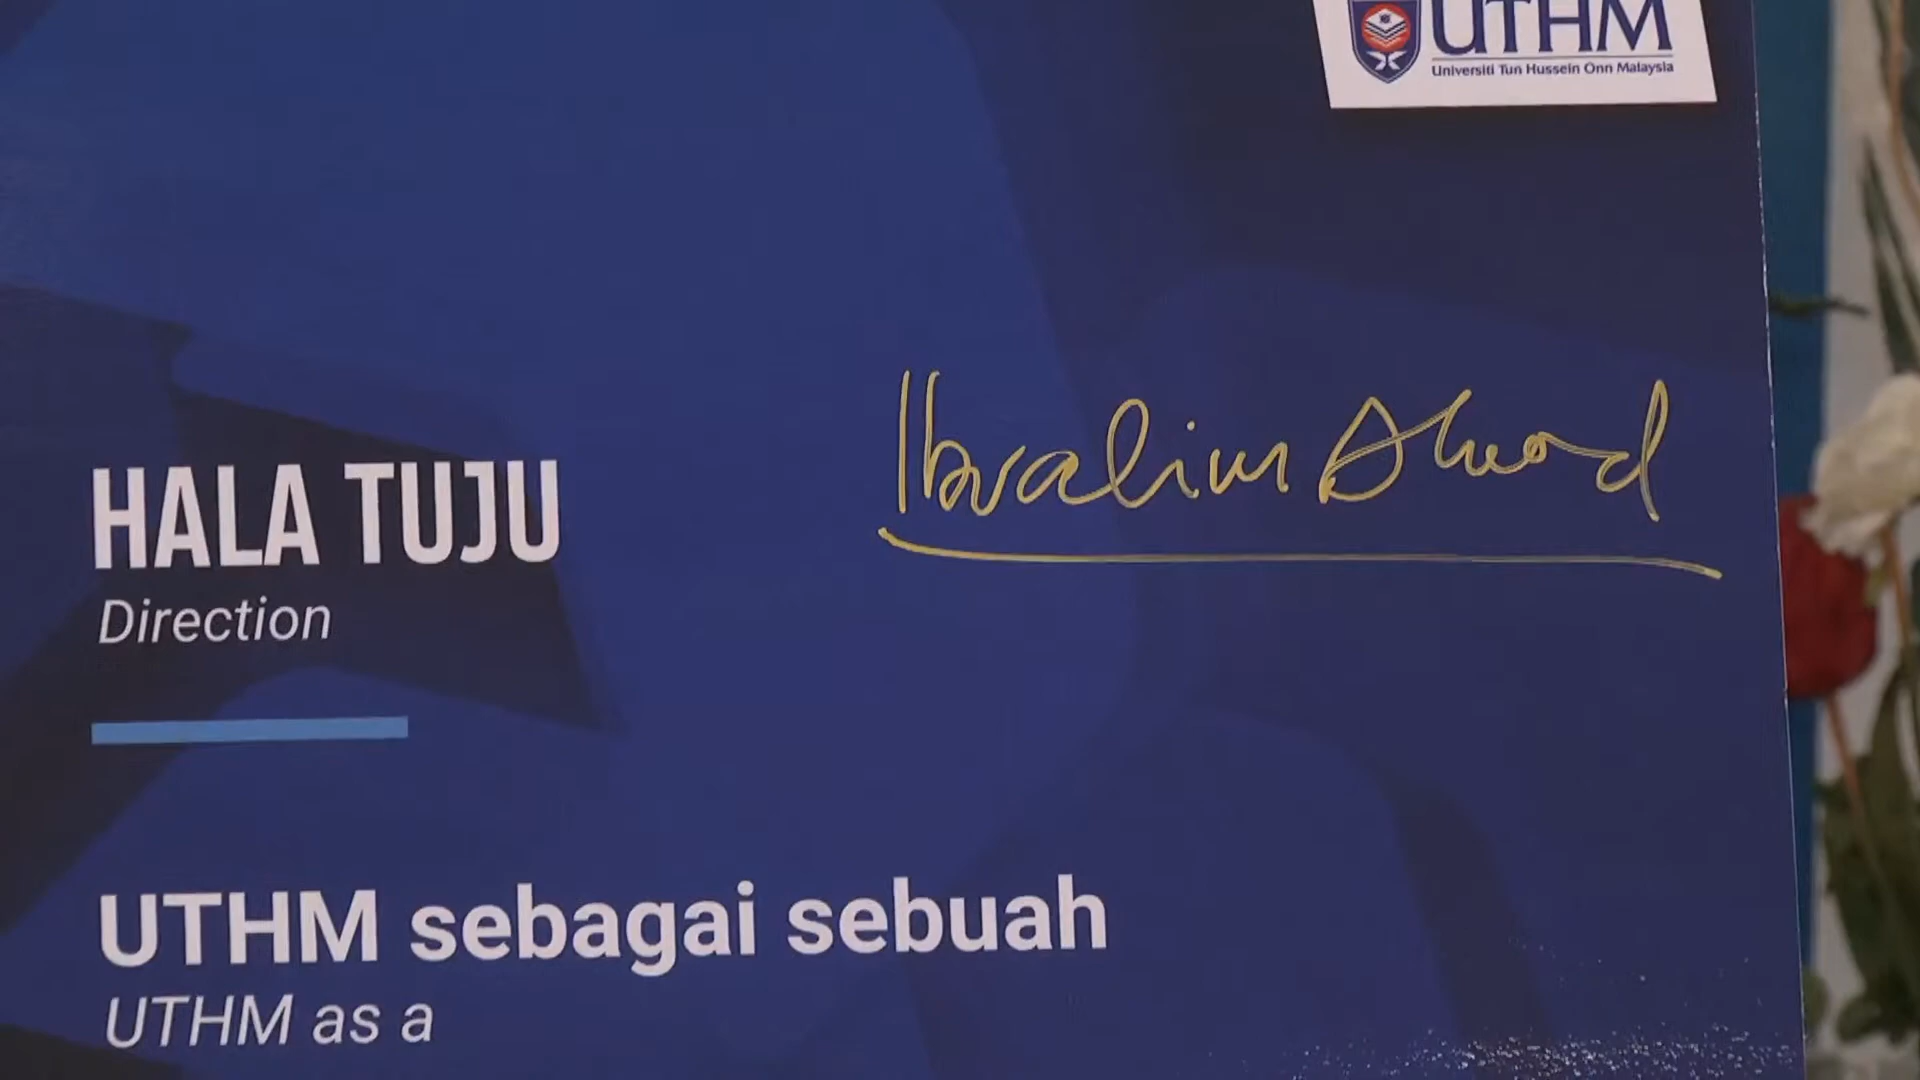 UTHM
Universiti Tun Hussein Onn Malaysia
Ibrahim Ahmad
HALA TUJU
Direction
UTHM sebagai sebuah
UTHM as a